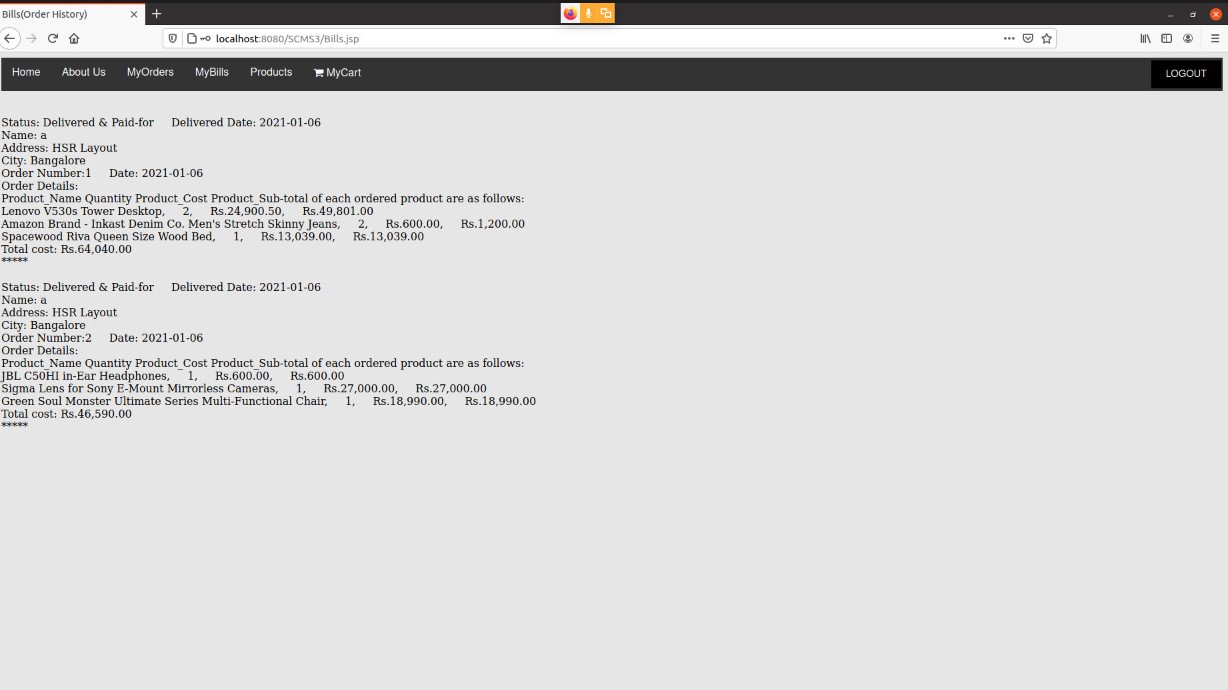 Bills(Order History)
localhost:8080/SCMS3/Bills.jsp
Home About Us MyOrders MyBills Products MyCart LOGOUT
Status: Delivered & Paid-for Delivered Date: 2021-01-06
Name: a
Address: HSR Layout
City: Bangalore
Order Number:1 Date: 2021-01-06
Order Details:
Product_Name Quantity Product_Cost Product_Sub-total of each ordered product are as follows:
Lenovo V530s Tower Desktop, 2, Rs.24,900.50, Rs.49,801.00
Amazon Brand - Inkast Denim Co. Men's Stretch Skinny Jeans, 2, Rs.600.00, Rs.1,200.00
Spacewood Riva Queen Size Wood Bed, 1, Rs.13,039.00, Rs.13,039.00
Total cost: Rs.64,040.00
*****
Status: Delivered & Paid-for Delivered Date: 2021-01-06
Name: a
Address: HSR Layout
City: Bangalore
Order Number:2 Date: 2021-01-06
Order Details:
Product_Name Quantity Product_Cost Product_Sub-total of each ordered product are as follows:
JBL C50HI in-Ear Headphones, 1, Rs.600.00, Rs.600.00
Sigma Lens for Sony E-Mount Mirrorless Cameras, 1, Rs.27,000.00, Rs.27,000.00
Green Soul Monster Ultimate Series Multi-Functional Chair, 1, Rs.18,990.00, Rs.18,990.00
Total cost: Rs.46,590.00
*****